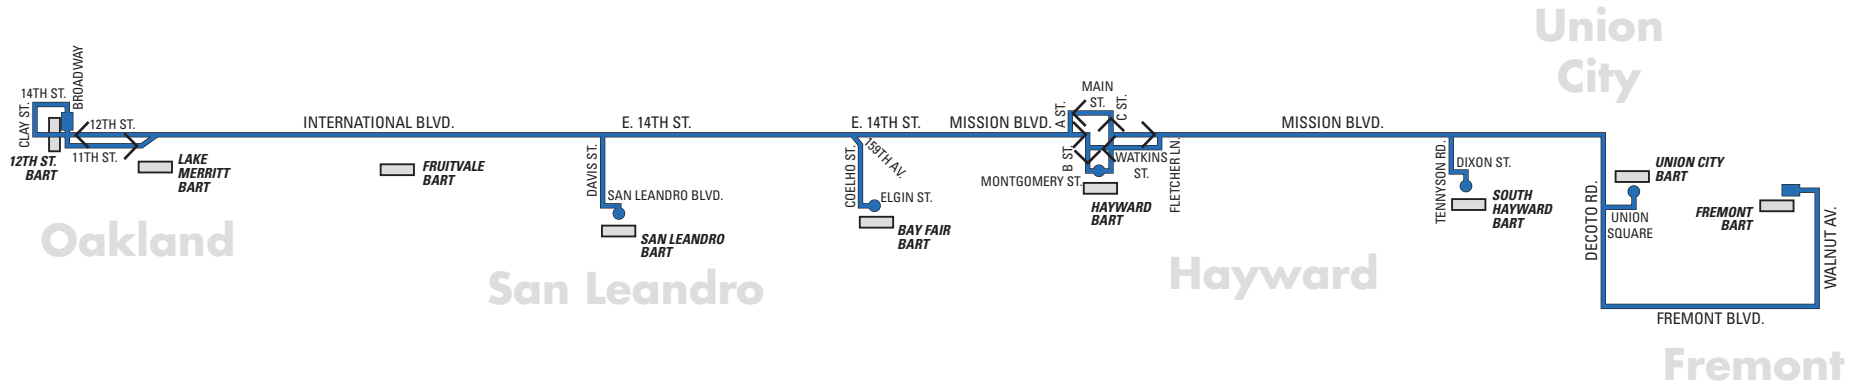 Union
City
14TH ST.
BROADWAY
CLAY ST.
12TH ST.
11TH ST.
12TH ST.
BART
LAKE
MERRITT
BART
INTERNATIONAL BLVD.
FRUITVALE
BART
E. 14TH ST.
DAVIS ST.
SAN LEANDRO BLVD.
SAN LEANDRO
BART
E. 14TH ST.
159TH AV.
COELHO ST.
ELGIN ST.
BAY FAIR
BART
MISSION BLVD.
MAIN
ST.
A ST.
C ST.
B ST.
WATKINS
ST.
MONTGOMERY ST.
FLETCHER LN.
HAYWARD
BART
MISSION BLVD.
TENNYSON RD.
DIXON ST.
SOUTH
HAYWARD
BART
DECOTO RD.
UNION CITY
BART
UNION
SQUARE
FREMONT
BART
WALNUT AV.
FREMONT BLVD.
Oakland
San Leandro
Hayward
Fremont